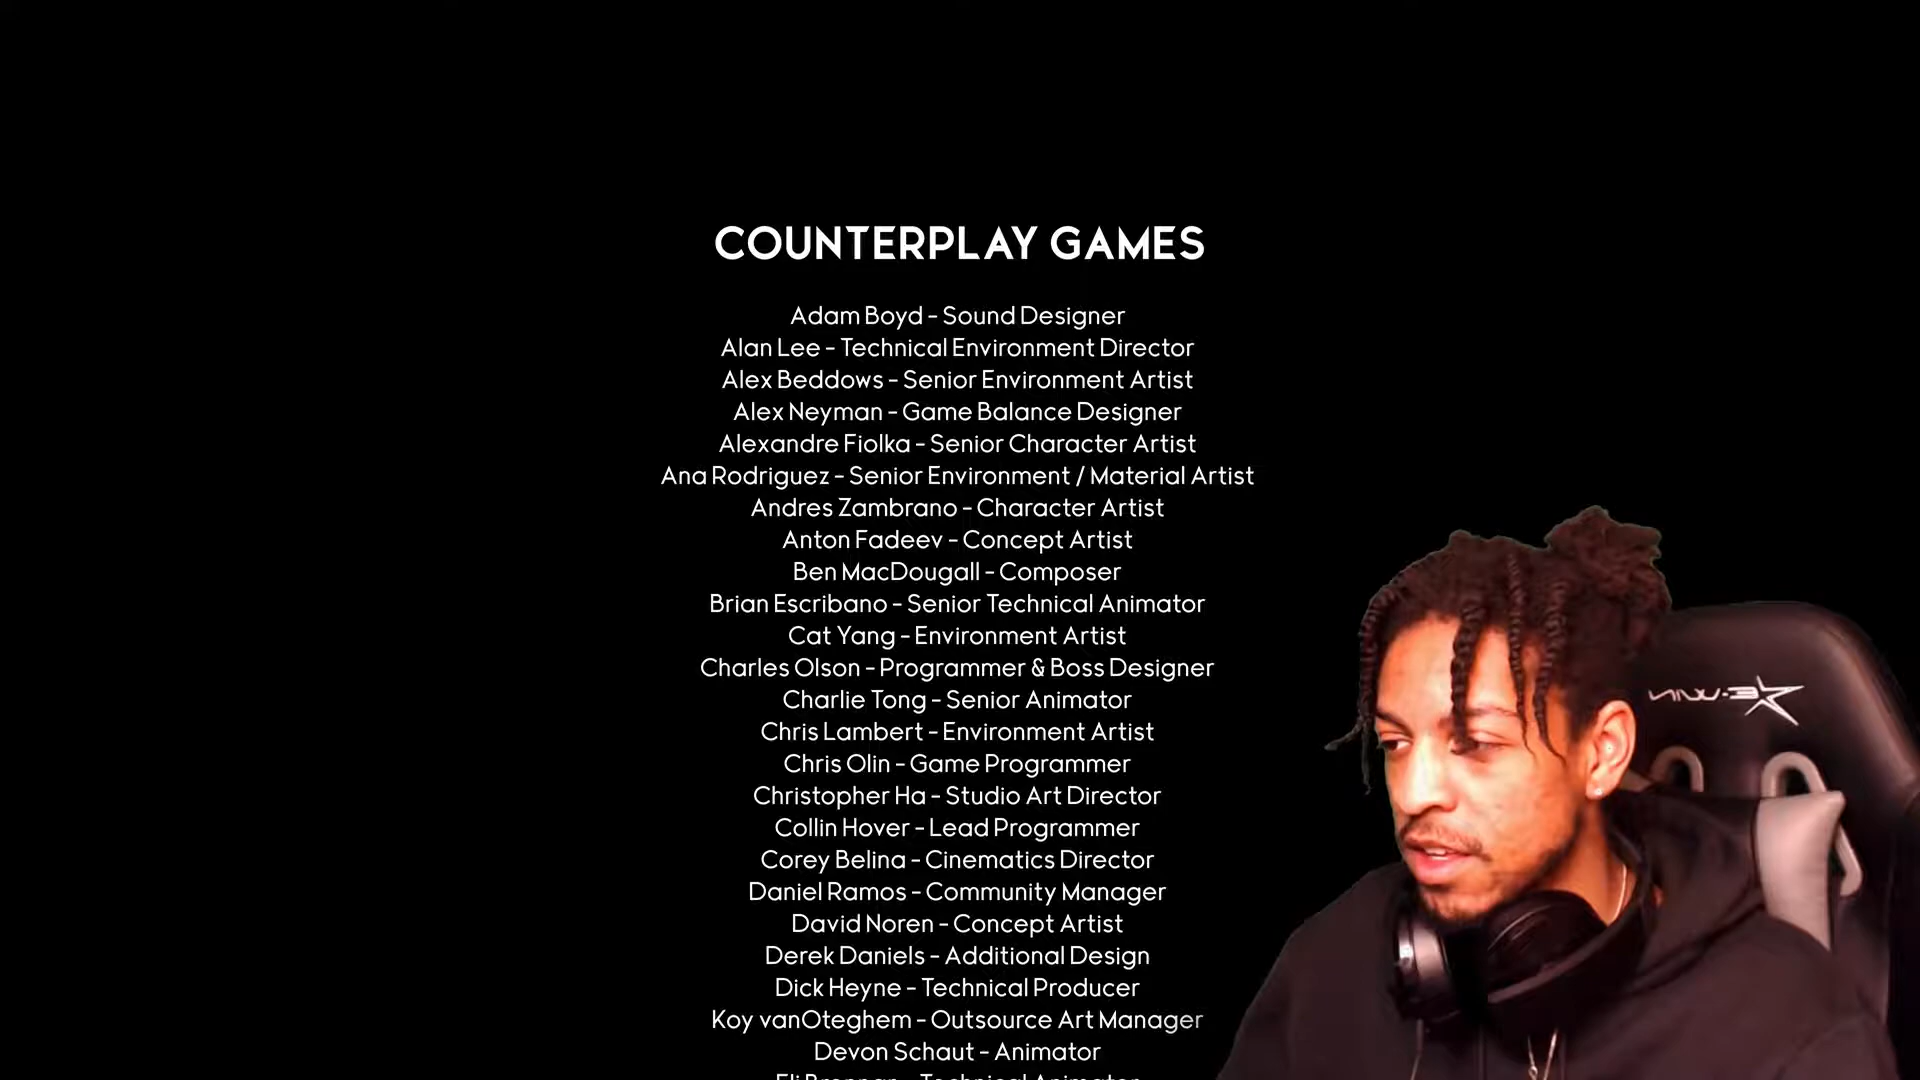 COUNTERPLAY GAMES
Adam Boyd - Sound Designer
Alan Lee - Technical Environment Director
Alex Beddows - Senior Environment Artist
Alex Neyman - Game Balance Designer
Alexandre Fiolka - Senior Character Artist
Ana Rodriguez - Senior Environment / Material Artist
Andres Zambrano - Character Artist
Anton Fadeev - Concept Artist
Ben MacDougall - Composer
Brian Escribano - Senior Technical Animator
Cat Yang - Environment Artist
Charles Olson - Programmer & Boss Designer
Charlie Tong - Senior Animator
Chris Lambert - Environment Artist
Chris Olin - Game Programmer
Christopher Ha - Studio Art Director
Collin Hover - Lead Programmer
Corey Belina - Cinematics Director
Daniel Ramos - Community Manager
David Noren - Concept Artist
Derek Daniels - Additional Design
Dick Heyne - Technical Producer
Koy vanOteghem - Outsource Art Manager
Devon Schaut - Animator
E-WIN